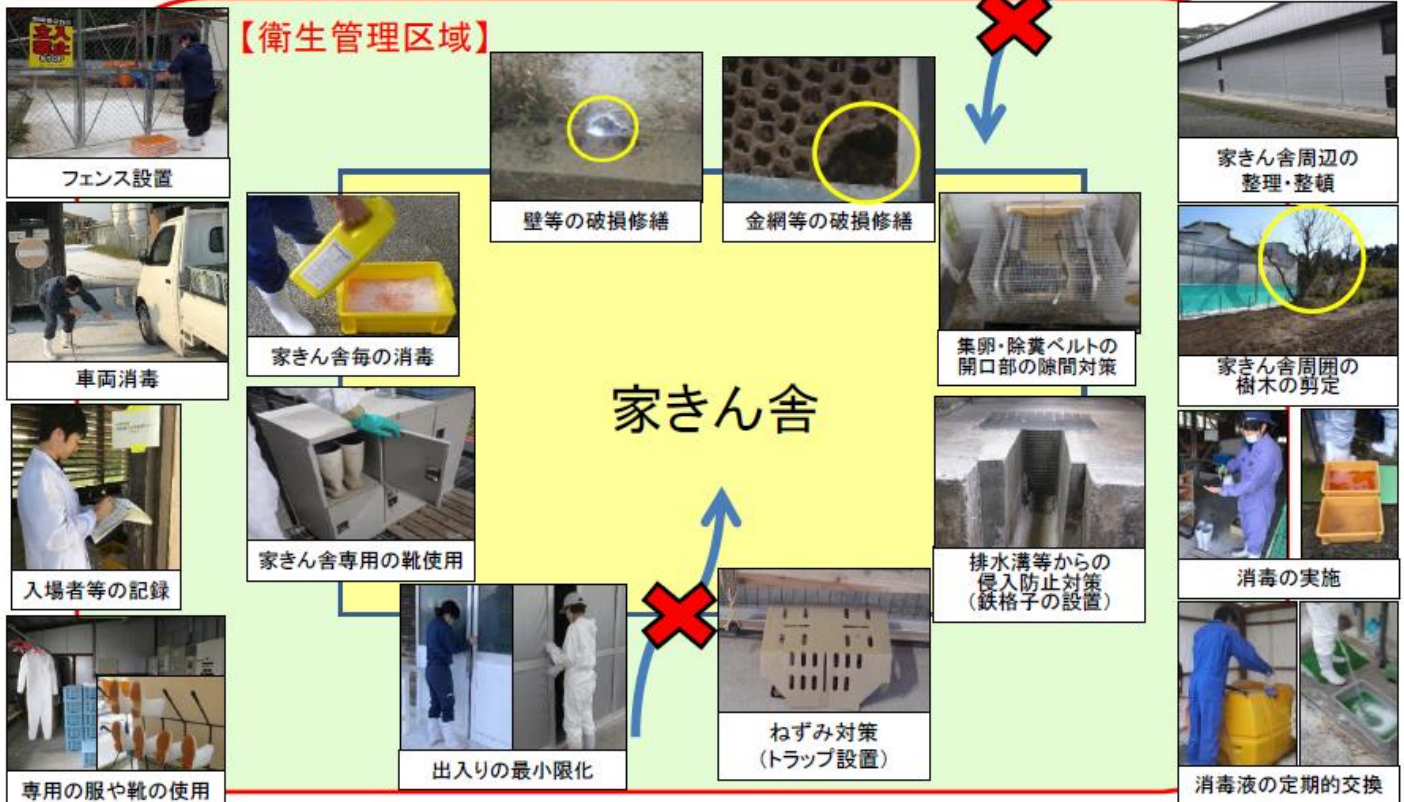 立入
禁止
【衛生管理区域】
フェンス設置
車両消毒
入場者等の記録
専用の服や靴の使用
壁等の破損修繕
金網等の破損修繕
家きん舎毎の消毒
家きん舎専用の靴使用
家きん舎
集卵・除糞ベルトの
開口部の隙間対策
排水溝等からの
侵入防止対策
(鉄格子の設置)
出入りの最小限化
ねずみ対策
(トラップ設置)
家きん舎周辺の
整理・整頓
家きん舎周囲の
樹木の剪定
消毒の実施
消毒液の定期的交換